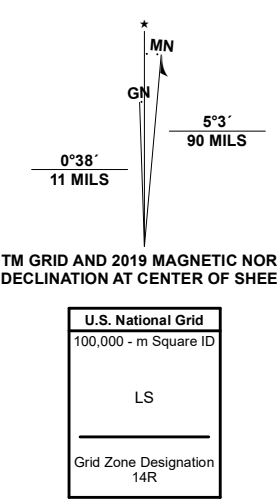 ★
MN
GN
5°3´
90 MILS
0°38´
11 MILS
TM GRID AND 2019 MAGNETIC NOR
DECLINATION AT CENTER OF SHEE
U.S. National Grid
100,000 - m Square ID
LS
Grid Zone Designation
14R